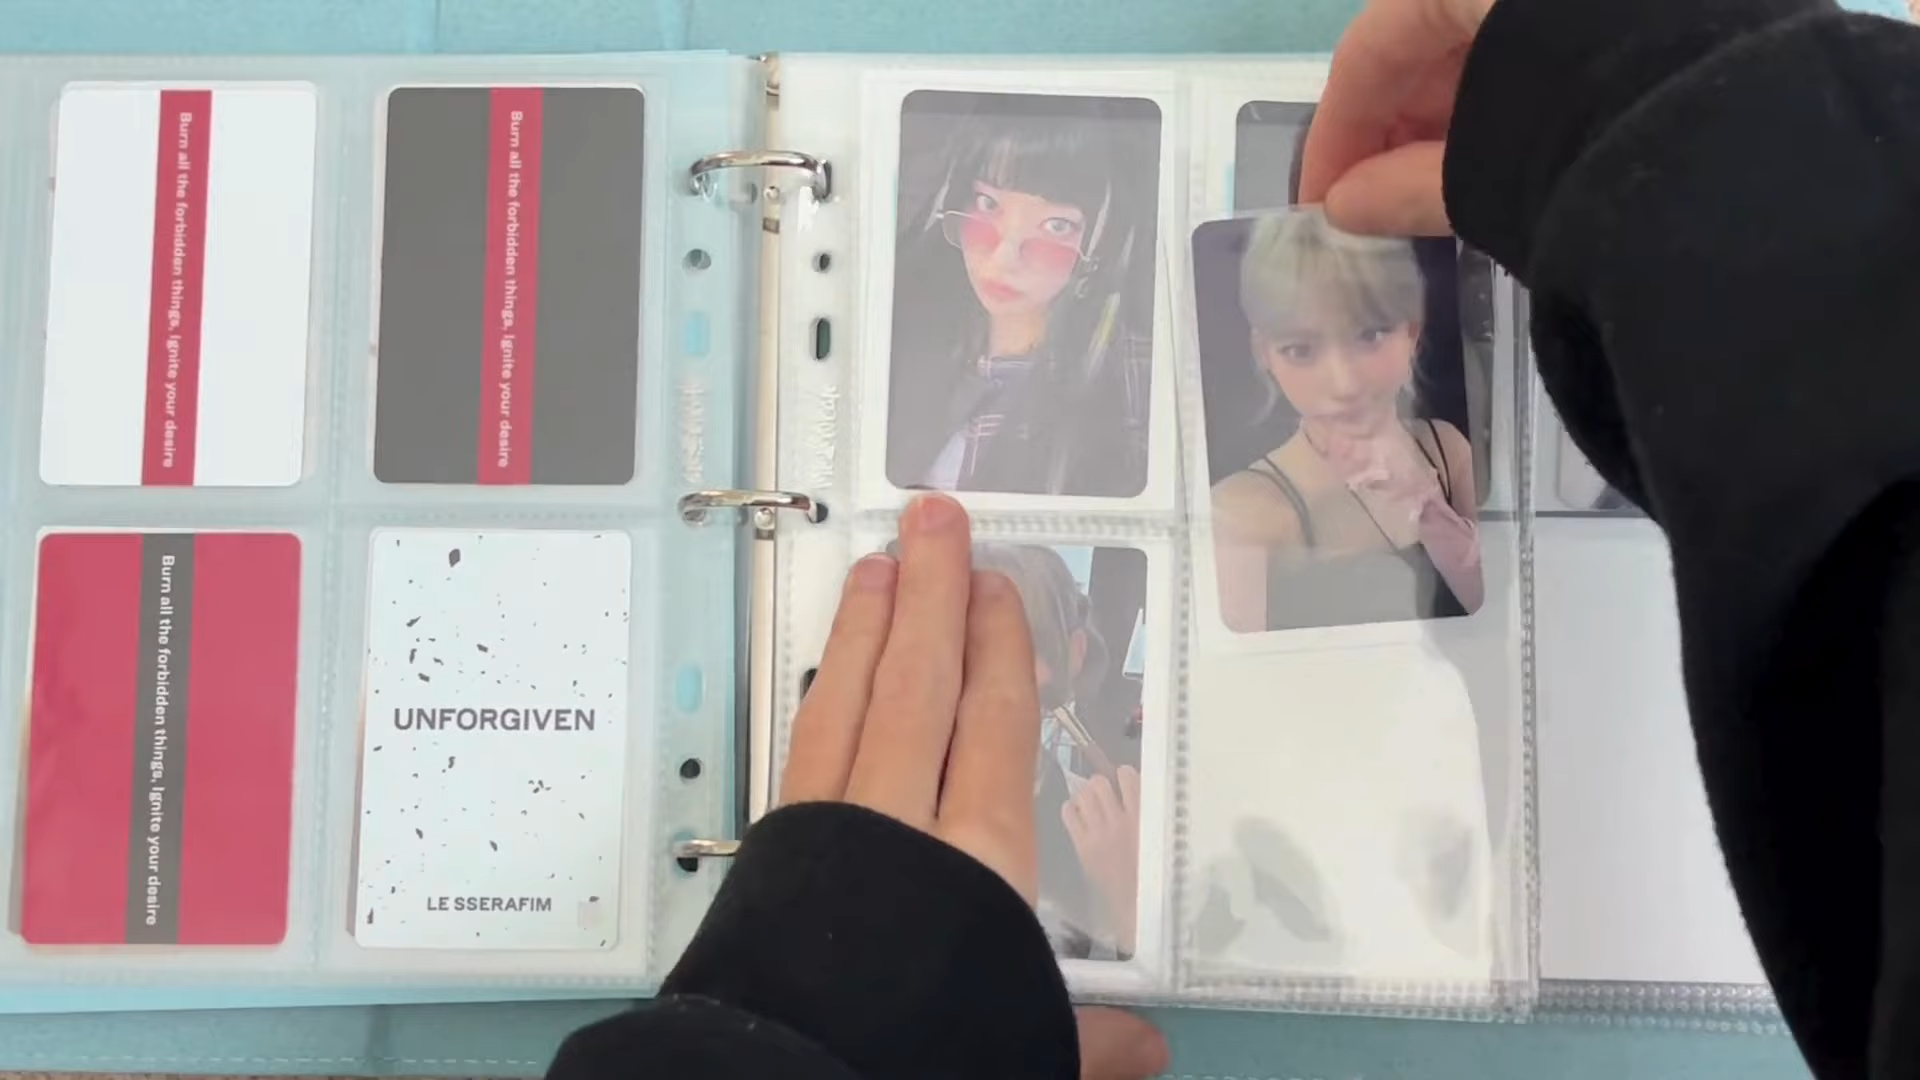 Burn all the forbidden things, Ignite your desire
Burn all the forbidden things, Ignite your desire
Burn all the forbidden things, Ignite your desire
UNFORGIVEN
LE SSERAFIM